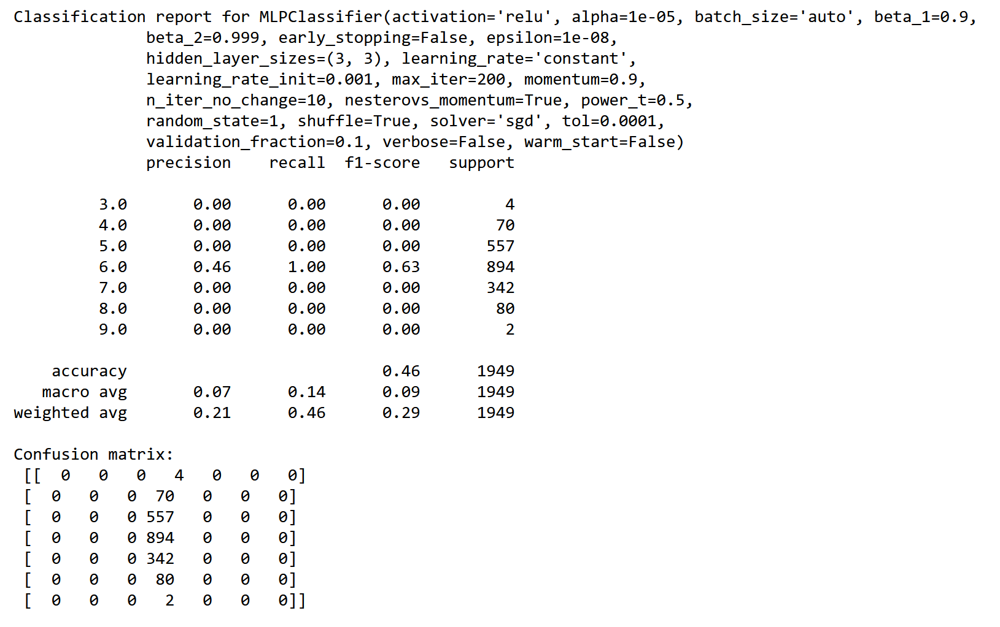 Classification report for MLPClassifier(activation='relu', alpha=1e-05, batch_size='auto', beta_1=0.9,
              beta_2=0.999, early_stopping=False, epsilon=1e-08,
              hidden_layer_sizes=(3, 3), learning_rate='constant',
              learning_rate_init=0.001, max_iter=200, momentum=0.9,
              n_iter_no_change=10, nesterovs_momentum=True, power_t=0.5,
              random_state=1, shuffle=True, solver='sgd', tol=0.0001,
              validation_fraction=0.1, verbose=False, warm_start=False)
              precision    recall  f1-score   support

         3.0       0.00      0.00      0.00         4
         4.0       0.00      0.00      0.00        70
         5.0       0.00      0.00      0.00       557
         6.0       0.46      1.00      0.63       894
         7.0       0.00      0.00      0.00       342
         8.0       0.00      0.00      0.00        80
         9.0       0.00      0.00      0.00         2

    accuracy                           0.46      1949
   macro avg       0.07      0.14      0.09      1949
weighted avg       0.21      0.46      0.29      1949

Confusion matrix:
 [[  0   0   0   4   0   0   0]
 [  0   0   0  70   0   0   0]
 [  0   0   0 557   0   0   0]
 [  0   0   0 894   0   0   0]
 [  0   0   0 342   0   0   0]
 [  0   0   0  80   0   0   0]
 [  0   0   0   2   0   0   0]]